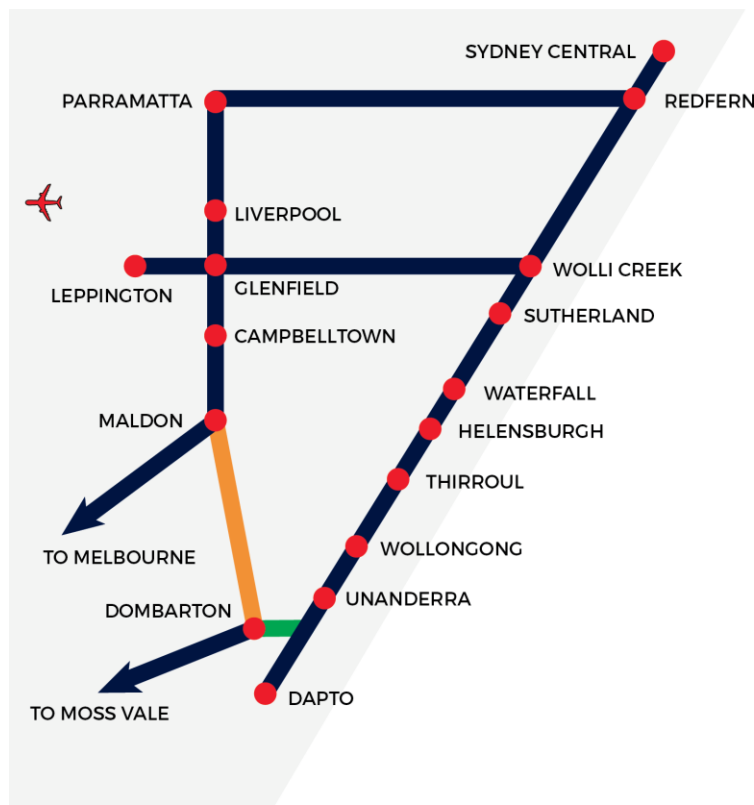 SYDNEY CENTRAL
PARRAMATTA
REDFERN
LIVERPOOL
WOLLI CREEK
LEPPINGTON
GLENFIELD
SUTHERLAND
CAMPBELLTOWN
WATERFALL
MALDON
HELENSBURGH
THIRROUL
WOLLONGONG
TO MELBOURNE
UNANDERRA
DOMBARTON
DAPTO
TO MOSS VALE